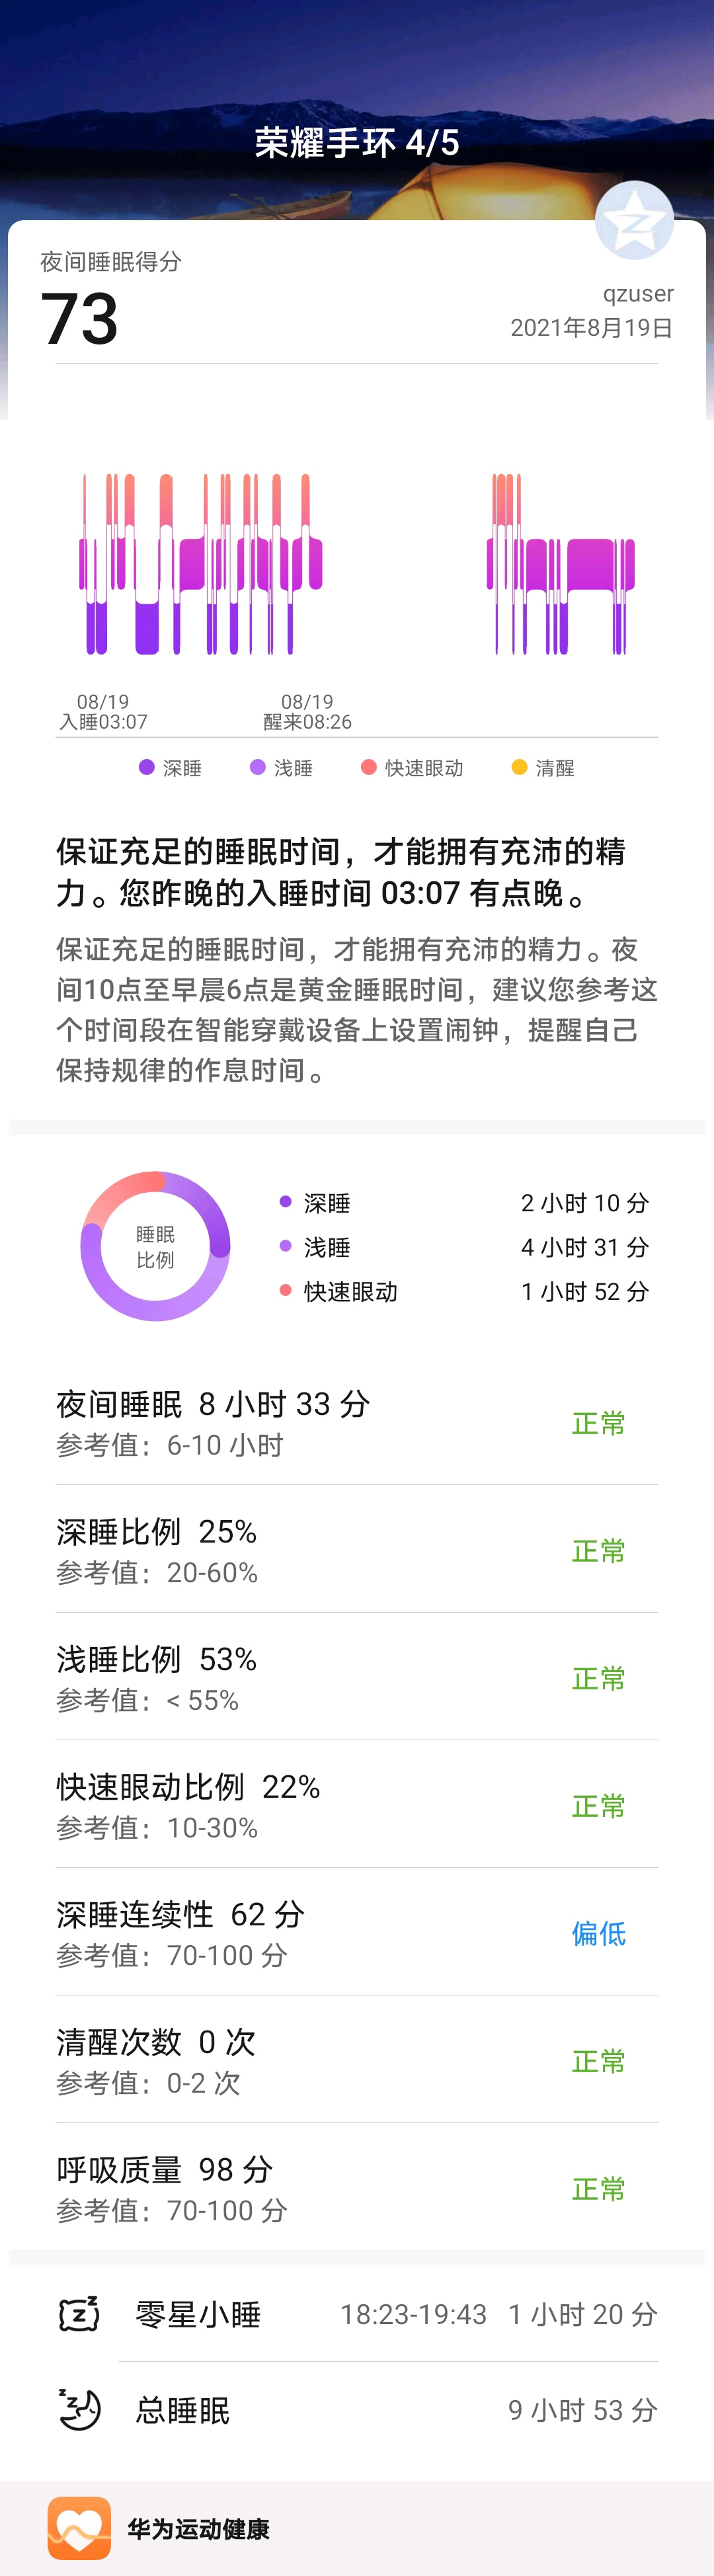 荣耀手环 4/5
夜间睡眠得分
73
qzuser
2021年8月19日
08/19
入睡03:07
08/19
醒来08:26
深睡
浅睡
快速眼动
清醒
保证充足的睡眠时间，才能拥有充沛的精
力。您昨晚的入睡时间 03:07 有点晚。
保证充足的睡眠时间，才能拥有充沛的精力。夜
间10点至早晨6点是黄金睡眠时间，建议您参考这
个时间段在智能穿戴设备上设置闹钟，提醒自己
保持规律的作息时间。
睡眠
比例
深睡 2 小时 10 分
浅睡 4 小时 31 分
快速眼动 1 小时 52 分
夜间睡眠 8 小时 33 分
参考值：6-10 小时
正常
深睡比例 25%
参考值：20-60%
正常
浅睡比例 53%
参考值：< 55%
正常
快速眼动比例 22%
参考值：10-30%
正常
深睡连续性 62 分
参考值：70-100 分
偏低
清醒次数 0 次
参考值：0-2 次
正常
呼吸质量 98 分
参考值：70-100 分
正常
零星小睡 18:23-19:43 1 小时 20 分
总睡眠 9 小时 53 分
华为运动健康